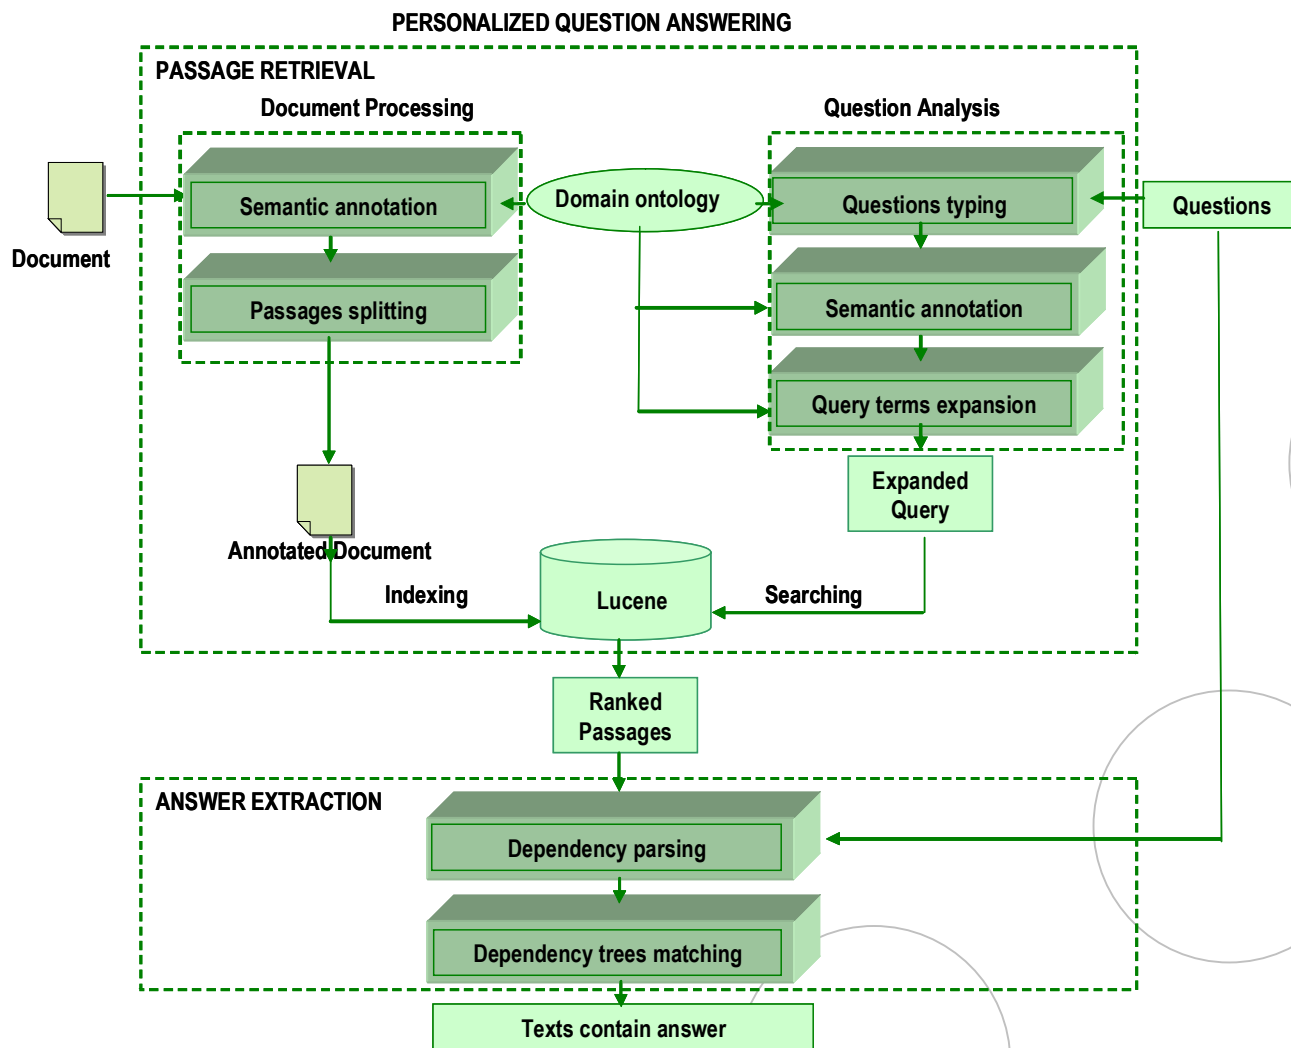 PERSONALIZED QUESTION ANSWERING
PASSAGE RETRIEVAL
Document Processing
Question Analysis
Semantic annotation
Domain ontology
Questions typing
Questions
Document
Passages splitting
Semantic annotation
Query terms expansion
Expanded
Query
Annotated Document
Indexing
Lucene
Searching
Ranked
Passages
ANSWER EXTRACTION
Dependency parsing
Dependency trees matching
Texts contain answer